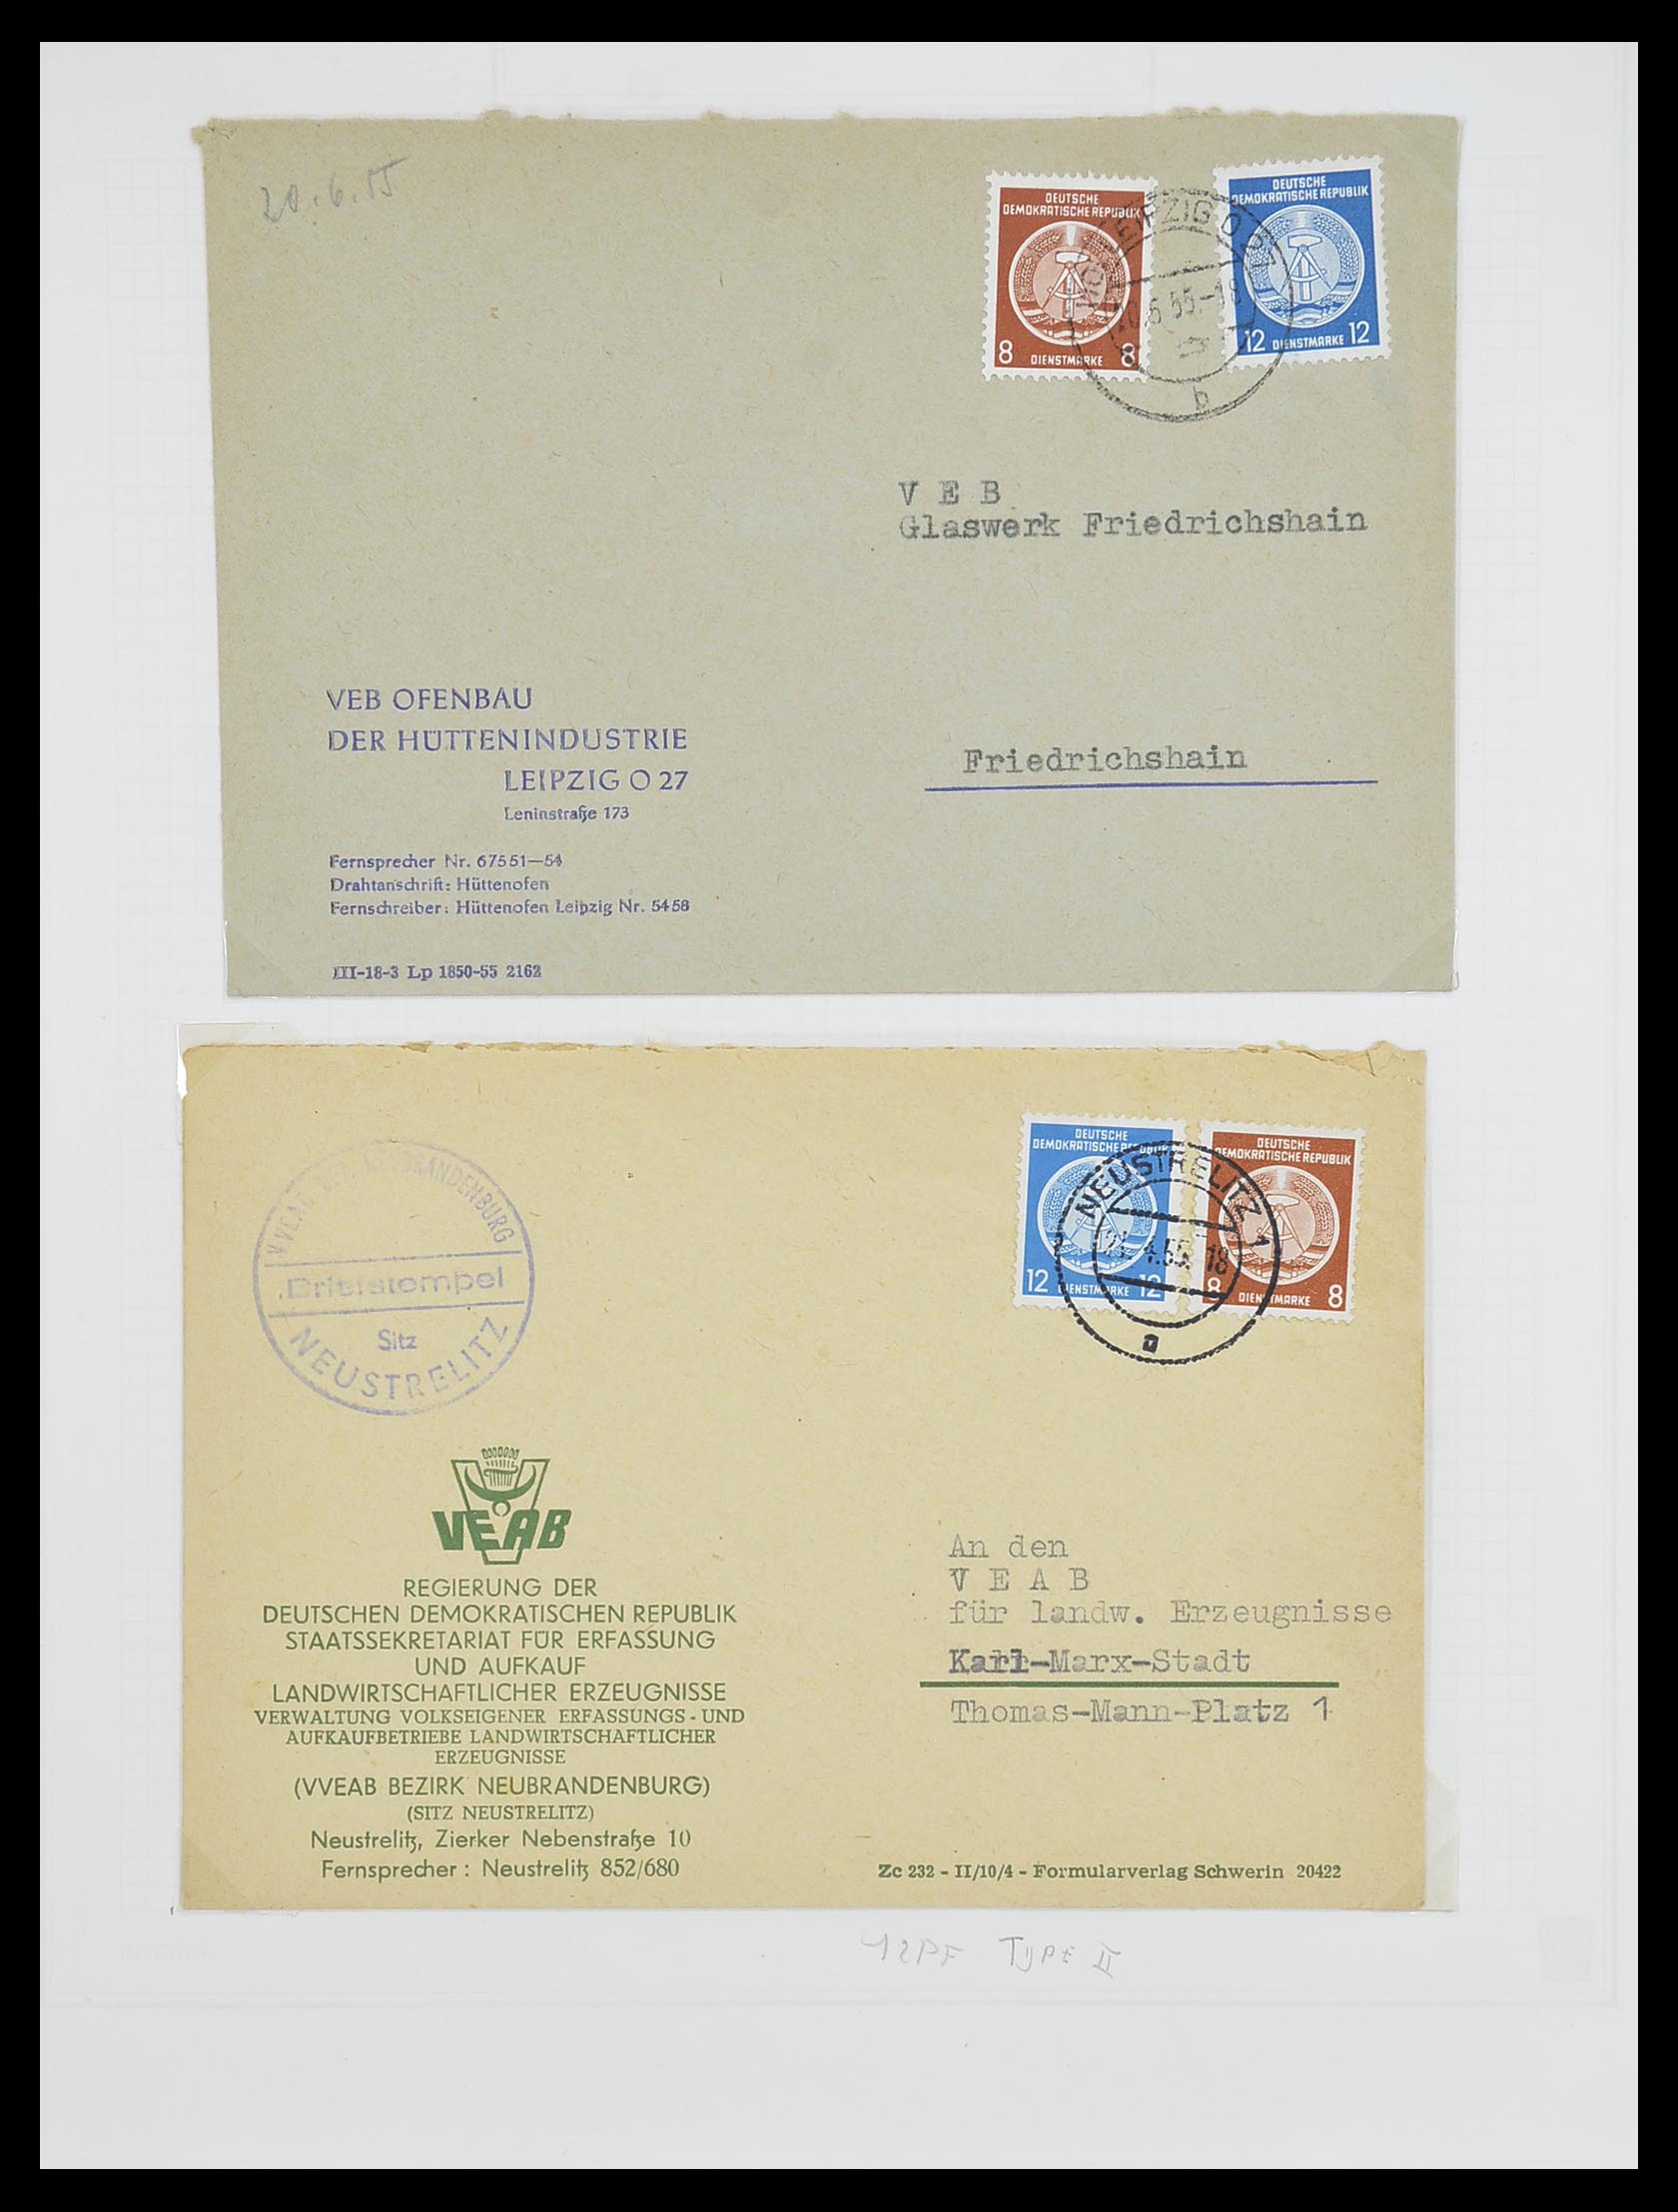 20.6.55
DEUTSCHE
DEMOKRATISCHE REPUBLIK
8 DIENSTMARKE 8
DEUTSCHE
DEMOKRATISCHE REPUBLIK
12 DIENSTMARKE 12
LEIPZIG O 27
b
V E B
Glaswerk Friedrichshain
Friedrichshain
VEB OFENBAU
DER HÜTTENINDUSTRIE
LEIPZIG O 27
Leninstraße 173
Fernsprecher Nr. 67551—54
Drahtanschrift: Hüttenofen
Fernschreiber: Hüttenofen Leipzig Nr. 5458
III-18-3 Lp 1850-55 2162
DEUTSCHE
DEMOKRATISCHE REPUBLIK
12 DIENSTMARKE 12
DEUTSCHE
DEMOKRATISCHE REPUBLIK
8 DIENSTMARKE 8
NEUSTRELITZ 1
a
Briefstempel
Sitz
NEUSTRELITZ
VEAB
REGIERUNG DER
DEUTSCHEN DEMOKRATISCHEN REPUBLIK
STAATSSEKRETARIAT FÜR ERFASSUNG
UND AUFKAUF
LANDWIRTSCHAFTLICHER ERZEUGNISSE
VERWALTUNG VOLKSEIGENER ERFASSUNGS- UND
AUFKAUFBETRIEBE LANDWIRTSCHAFTLICHER
ERZEUGNISSE
(VVEAB BEZIRK NEUBRANDENBURG)
(SITZ NEUSTRELITZ)
Neustrelitz, Zierker Nebenstraße 10
Fernsprecher: Neustrelitz 852/680
An den
V E A B
für landw. Erzeugnisse
Karl-Marx-Stadt
Thomas-Mann-Platz 1
Zc 232 - II/10/4 - Formularverlag Schwerin 20422
12PF TYPE II